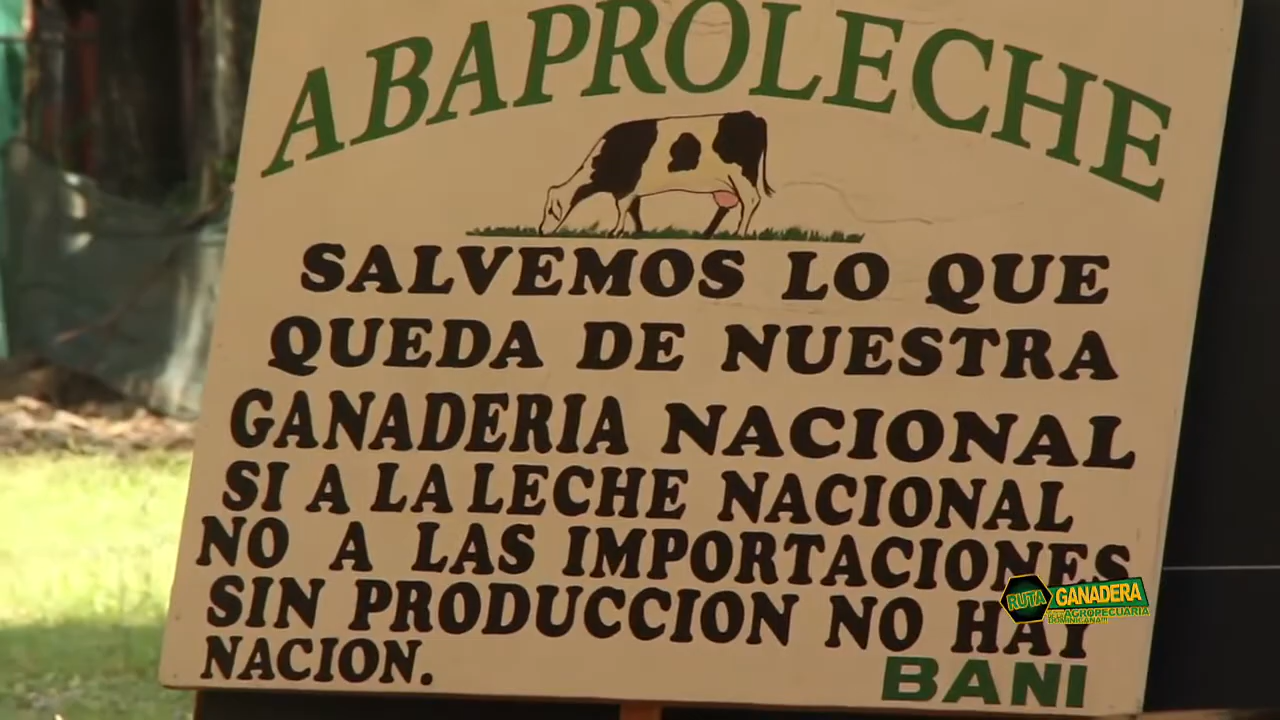 ABAPROLECHE
SALVEMOS LO QUE
QUEDA DE NUESTRA
GANADERIA NACIONAL
SI A LA LECHE NACIONAL
NO A LAS IMPORTACIONES
SIN PRODUCCION NO HAY
NACION.
BANI
RUTA GANADERA
AGROPECUARIA
DOMINICANA!!!